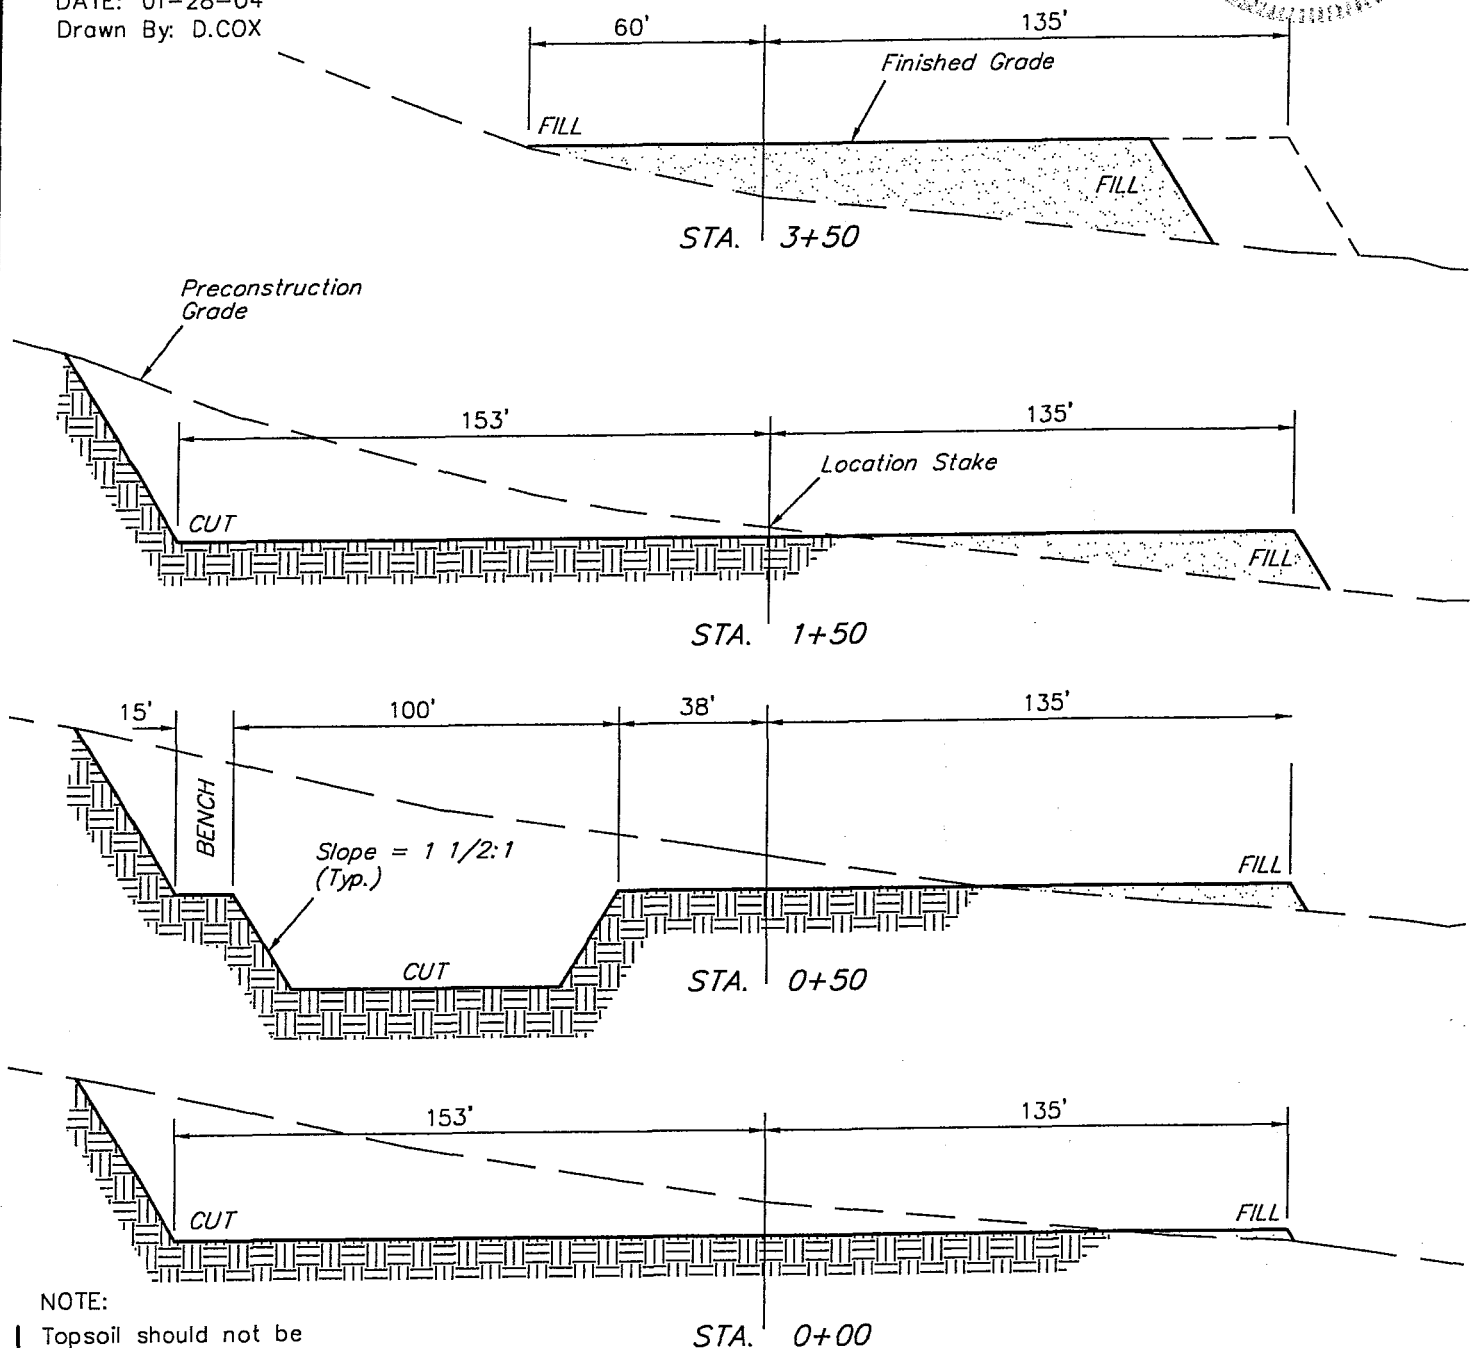 DATE: 01-28-04
Drawn By: D.COX
60'
135'
Finished Grade
FILL
FILL
STA. 3+50
Preconstruction
Grade
153'
135'
Location Stake
CUT
FILL
STA. 1+50
15'
100'
38'
135'
BENCH
Slope = 1 1/2:1
(Typ.)
FILL
CUT
STA. 0+50
153'
135'
CUT
FILL
NOTE:
Topsoil should not be
STA. 0+00